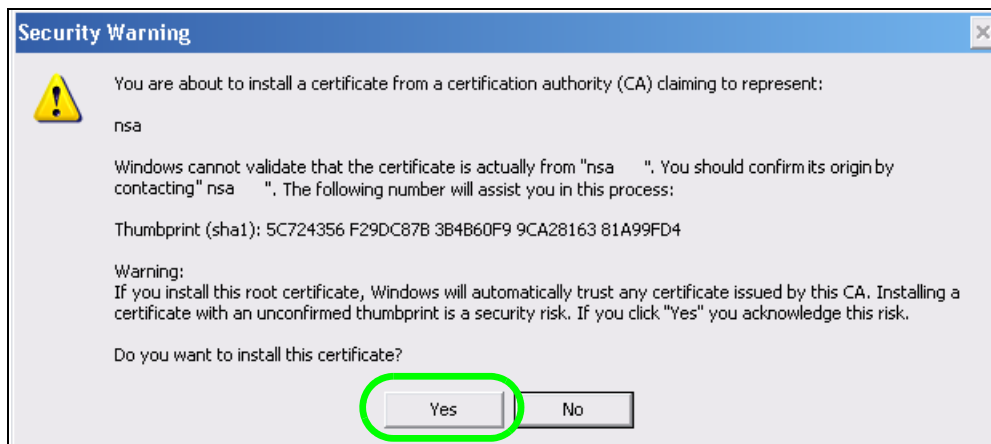 Security Warning
You are about to install a certificate from a certification authority (CA) claiming to represent:
nsa
Windows cannot validate that the certificate is actually from "nsa      ". You should confirm its origin by
contacting" nsa      ". The following number will assist you in this process:
Thumbprint (sha1): 5C724356 F29DC87B 3B4B60F9 9CA28163 81A99FD4
Warning:
If you install this root certificate, Windows will automatically trust any certificate issued by this CA. Installing a
certificate with an unconfirmed thumbprint is a security risk. If you click "Yes" you acknowledge this risk.
Do you want to install this certificate?
Yes No